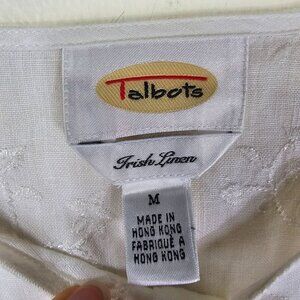 Talbots
Irish Linen
M
MADE IN
HONG KONG
FABRIQUÉ À
HONG KONG